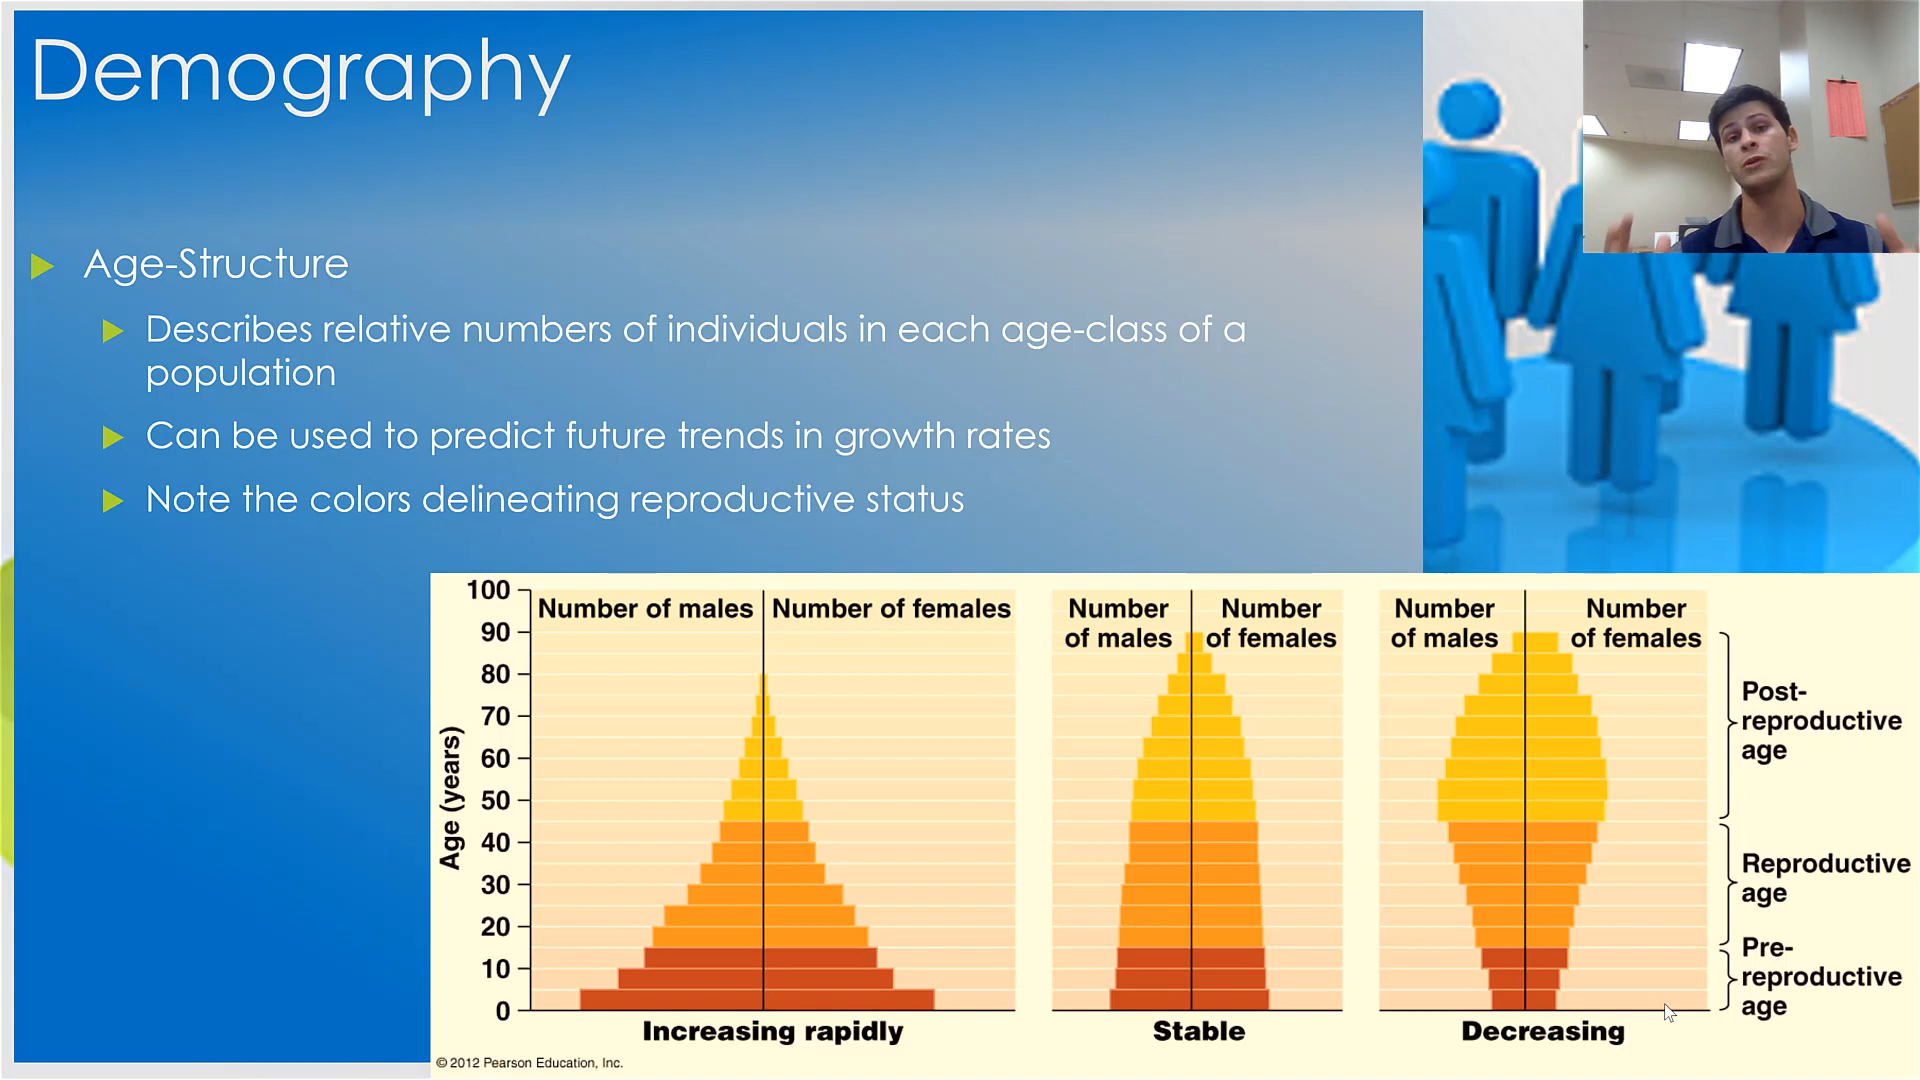 Demography
Age-Structure
Describes relative numbers of individuals in each age-class of a
population
Can be used to predict future trends in growth rates
Note the colors delineating reproductive status
100
90
80
70
60
50
40
30
20
10
0
Age (years)
Number of males
Number of females
Increasing rapidly
Number
of males
Number
of females
Stable
Number
of males
Number
of females
Decreasing
Post-
reproductive
age
Reproductive
age
Pre-
reproductive
age
© 2012 Pearson Education, Inc.